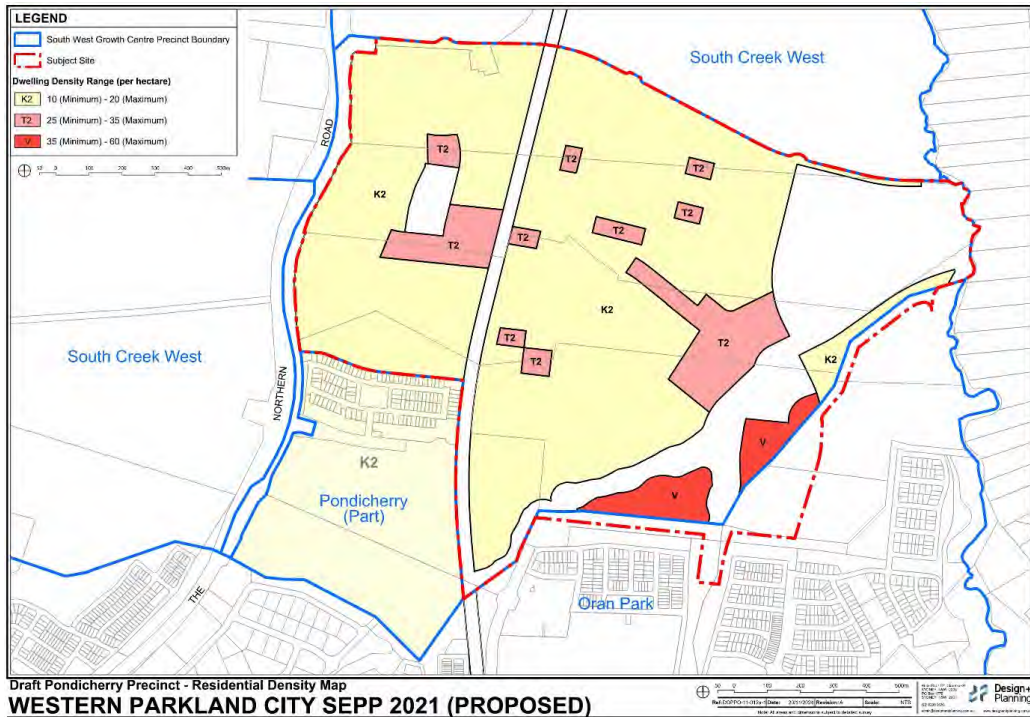 LEGEND
South West Growth Centre Precinct Boundary
Subject Site
Dwelling Density Range (per hectare)
K2 10 (Minimum) - 20 (Maximum)
T2 25 (Minimum) - 35 (Maximum)
V 35 (Minimum) - 60 (Maximum)
South Creek West
ROAD
T2
T2
T2
K2
T2
T2
T2
T2
K2
T2
T2
T2
K2
South Creek West
NORTHERN
K2
V
Pondicherry
(Part)
V
THE
Oran Park
Draft Pondicherry Precinct - Residential Density Map
WESTERN PARKLAND CITY SEPP 2021 (PROPOSED)
Design+
Planning